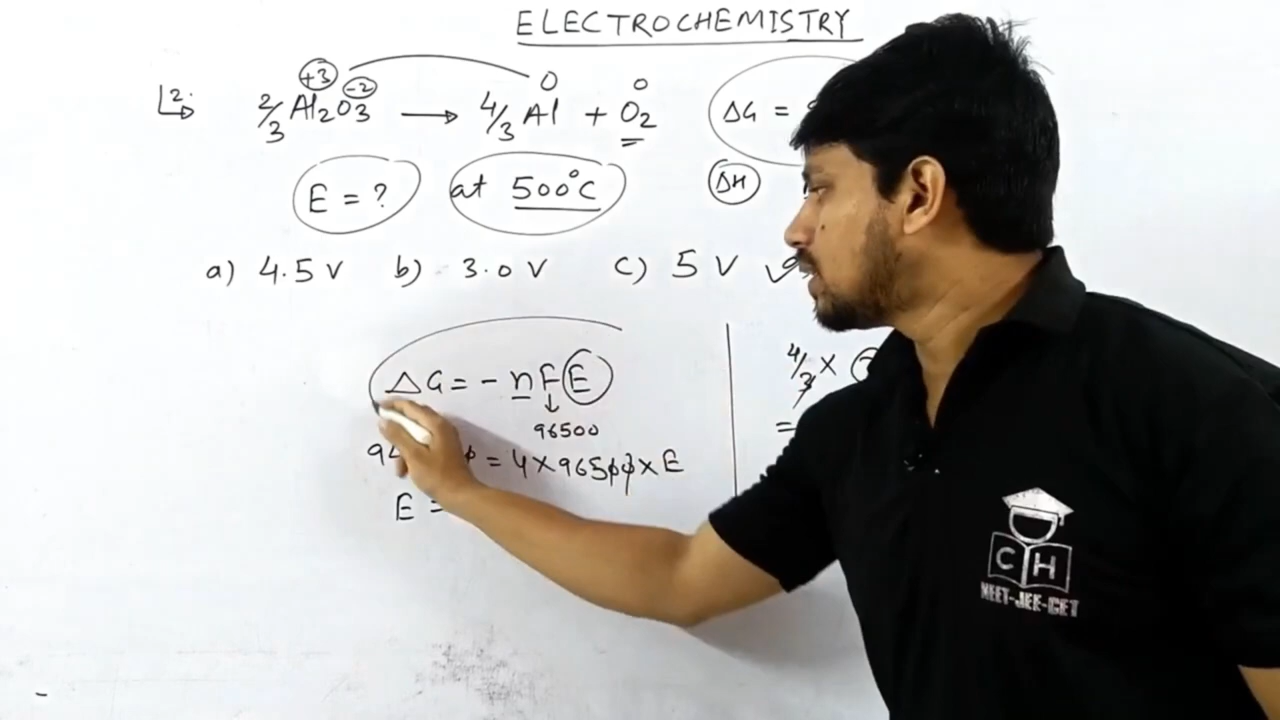 ELECTROCHEMISTRY
2. 2/3 Al2O3 → 4/3 Al + O2 ΔG =
+3 -2 0 0
E = ? at 500°C ΔH
a) 4.5 V b) 3.0 V c) 5 V ✓
ΔG = - nFE
↓
96500
4/3 ×
=
= 4 × 96500 × E
E =
C H
NEET-JEE-CET